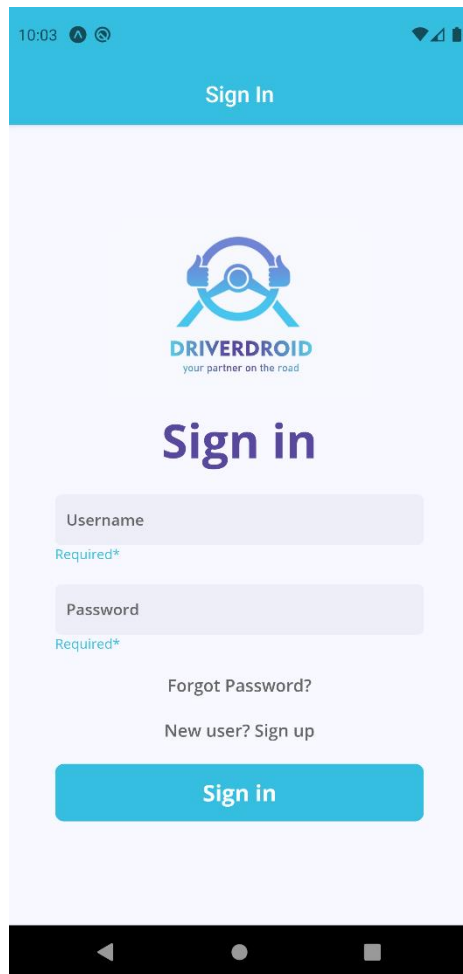 10:03
Sign In
DRIVERDROID
your partner on the road
Sign in
Username
Required*
Password
Required*
Forgot Password?
New user? Sign up
Sign in